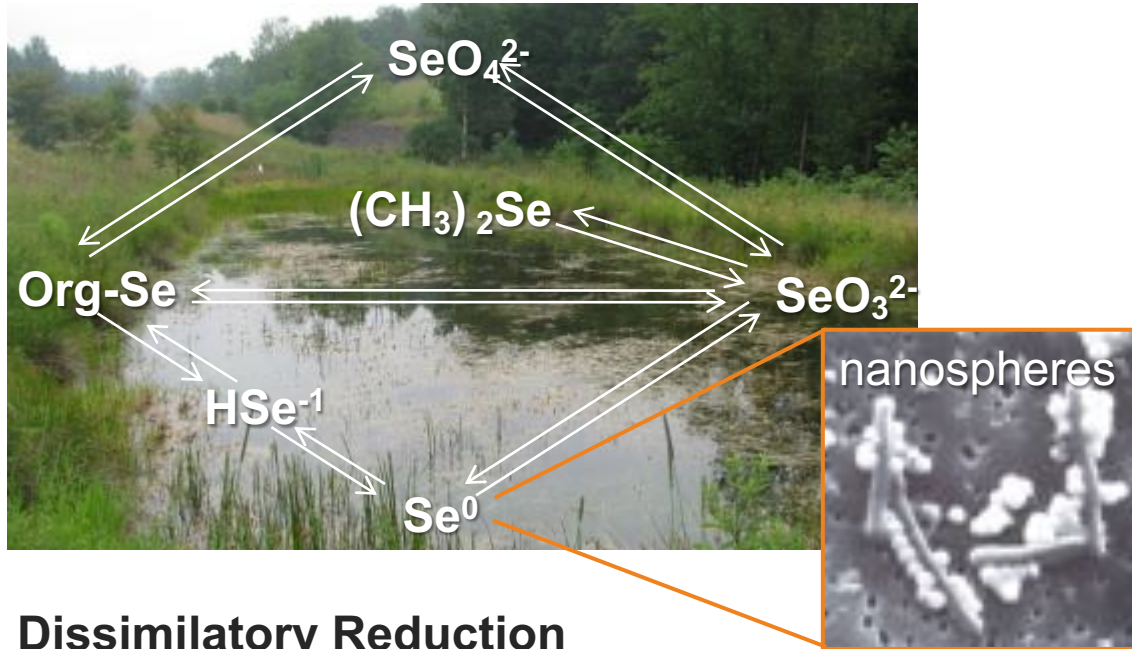 SeO₄²⁻
(CH₃) ₂Se
Org-Se
SeO₃²⁻
nanospheres
HSe⁻¹
Se⁰
Dissimilatory Reduction